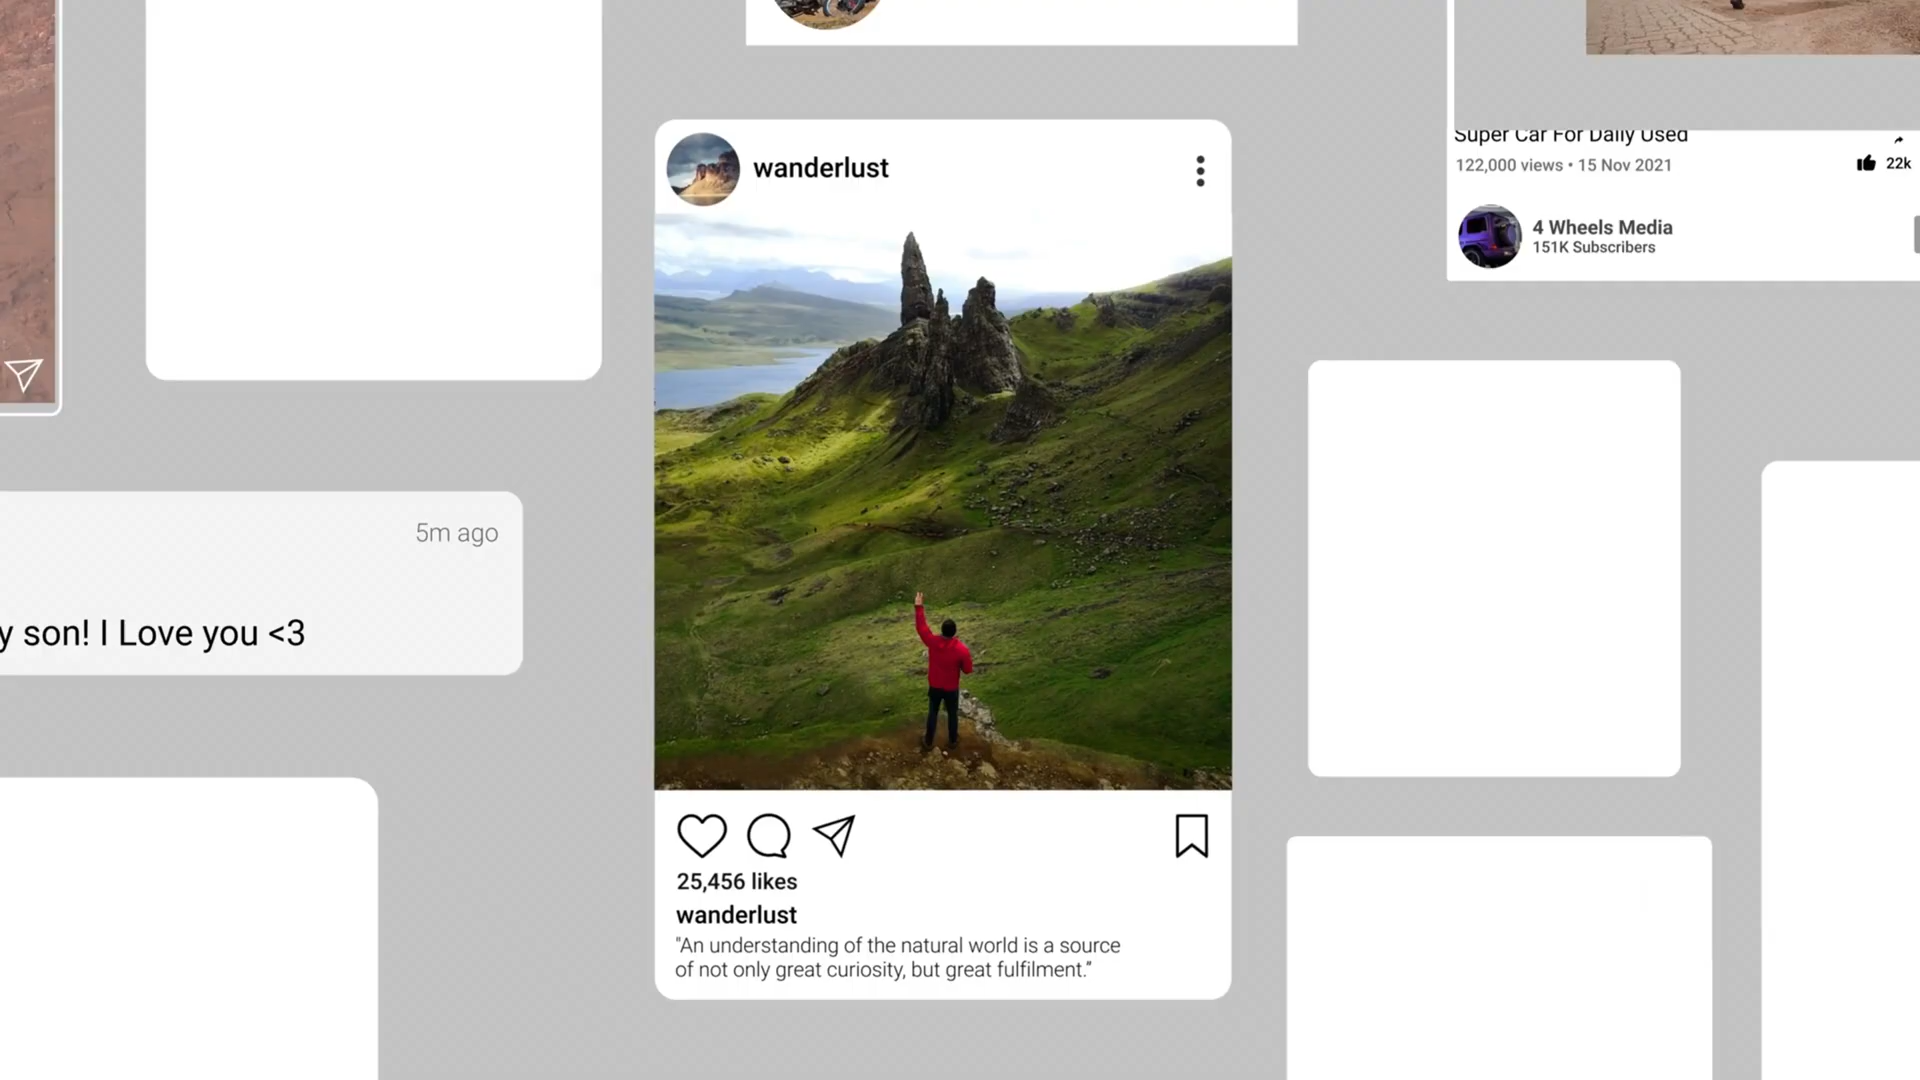 Super Car For Daily Used
122,000 views • 15 Nov 2021
22k
4 Wheels Media
151K Subscribers
wanderlust
5m ago
son! I Love you <3
25,456 likes
wanderlust
"An understanding of the natural world is a source
of not only great curiosity, but great fulfilment."